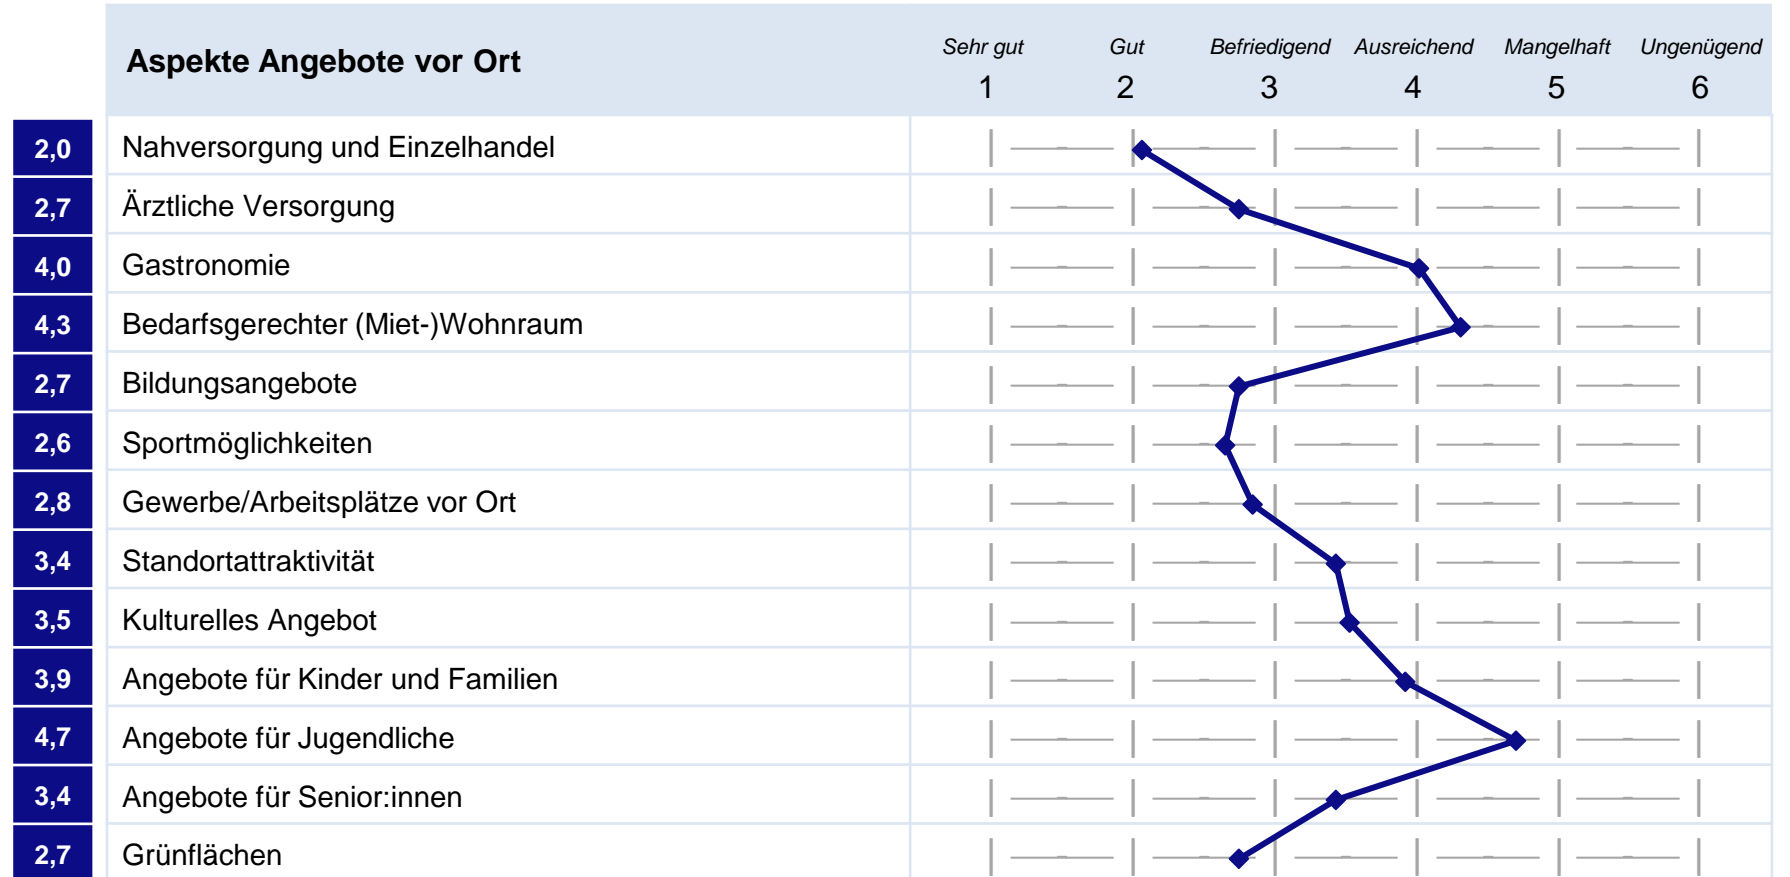 Aspekte Angebote vor Ort
Sehr gut Gut Befriedigend Ausreichend Mangelhaft Ungenügend
1 2 3 4 5 6
2,0 Nahversorgung und Einzelhandel
2,7 Ärztliche Versorgung
4,0 Gastronomie
4,3 Bedarfsgerechter (Miet-)Wohnraum
2,7 Bildungsangebote
2,6 Sportmöglichkeiten
2,8 Gewerbe/Arbeitsplätze vor Ort
3,4 Standortattraktivität
3,5 Kulturelles Angebot
3,9 Angebote für Kinder und Familien
4,7 Angebote für Jugendliche
3,4 Angebote für Senior:innen
2,7 Grünflächen